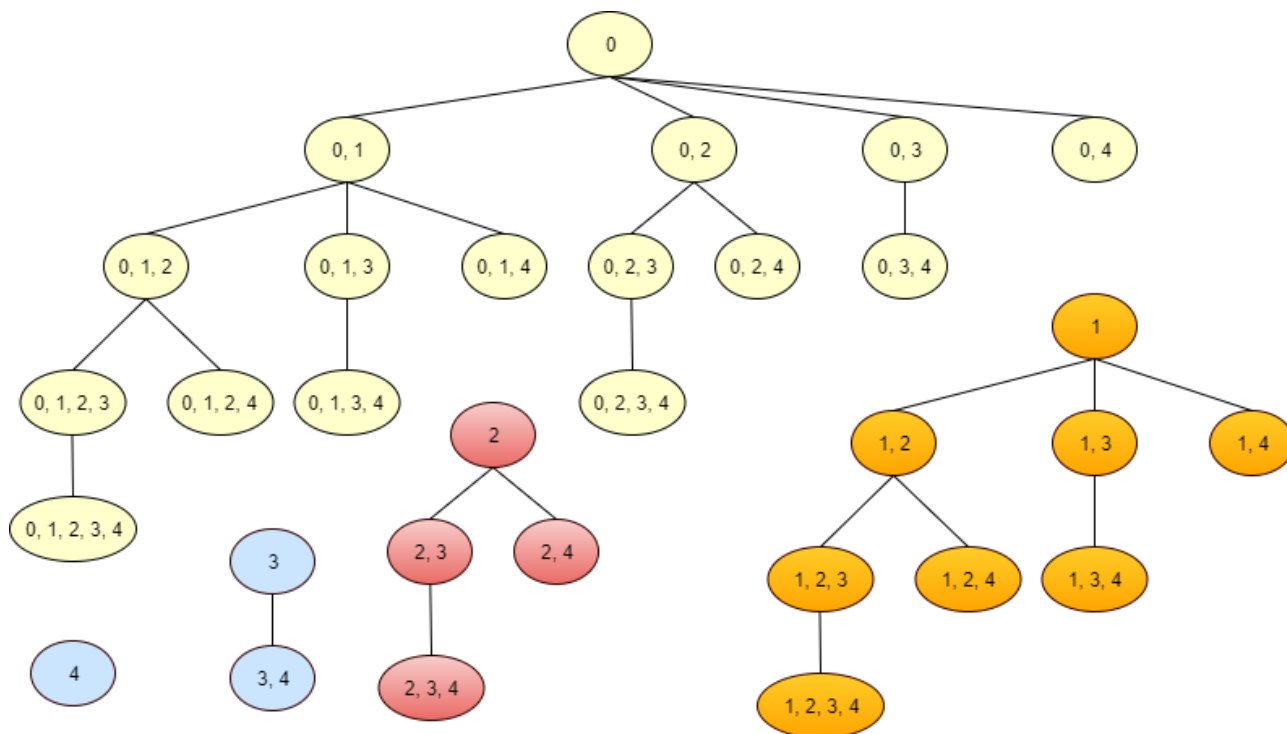 0
0, 1
0, 2
0, 3
0, 4
0, 1, 2
0, 1, 3
0, 1, 4
0, 2, 3
0, 2, 4
0, 3, 4
1
0, 1, 2, 3
0, 1, 2, 4
0, 1, 3, 4
0, 2, 3, 4
2
1, 2
1, 3
1, 4
0, 1, 2, 3, 4
3
2, 3
2, 4
1, 2, 3
1, 2, 4
1, 3, 4
4
3, 4
2, 3, 4
1, 2, 3, 4